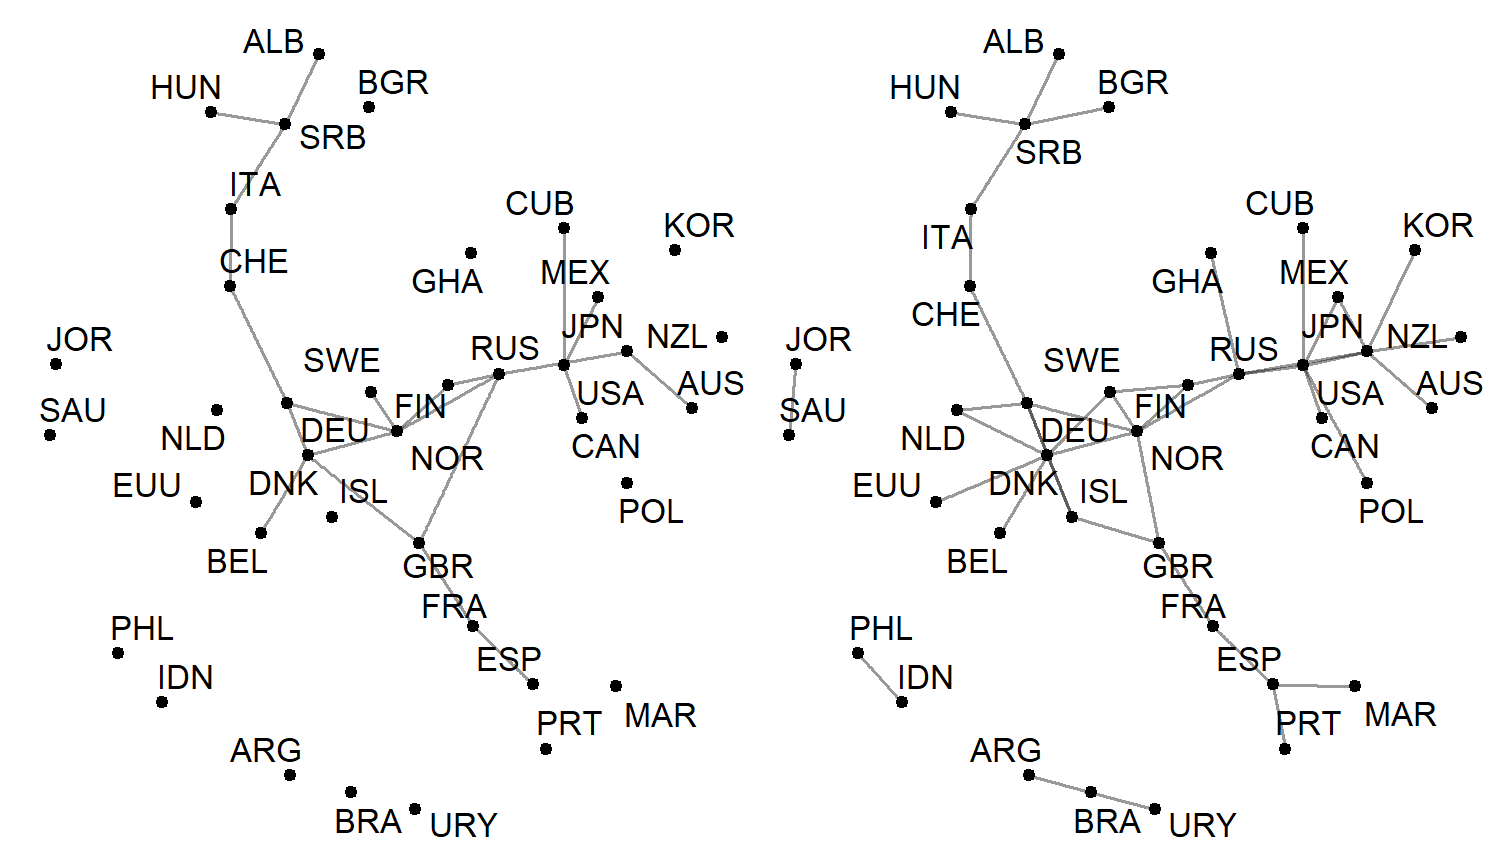 ALB
BGR
HUN
SRB
ITA
CUB
KOR
CHE
GHA
MEX
JPN
NZL
JOR
SWE
RUS
AUS
SAU
USA
FIN
NLD
DEU
CAN
NOR
EUU
DNK
ISL
POL
BEL
GBR
FRA
PHL
ESP
IDN
PRT
MAR
ARG
BRA
URY
ALB
BGR
HUN
SRB
ITA
CUB
KOR
CHE
GHA
MEX
JPN
NZL
JOR
SWE
RUS
AUS
SAU
USA
FIN
NLD
DEU
CAN
NOR
EUU
DNK
ISL
POL
BEL
GBR
FRA
PHL
ESP
IDN
PRT
MAR
ARG
BRA
URY